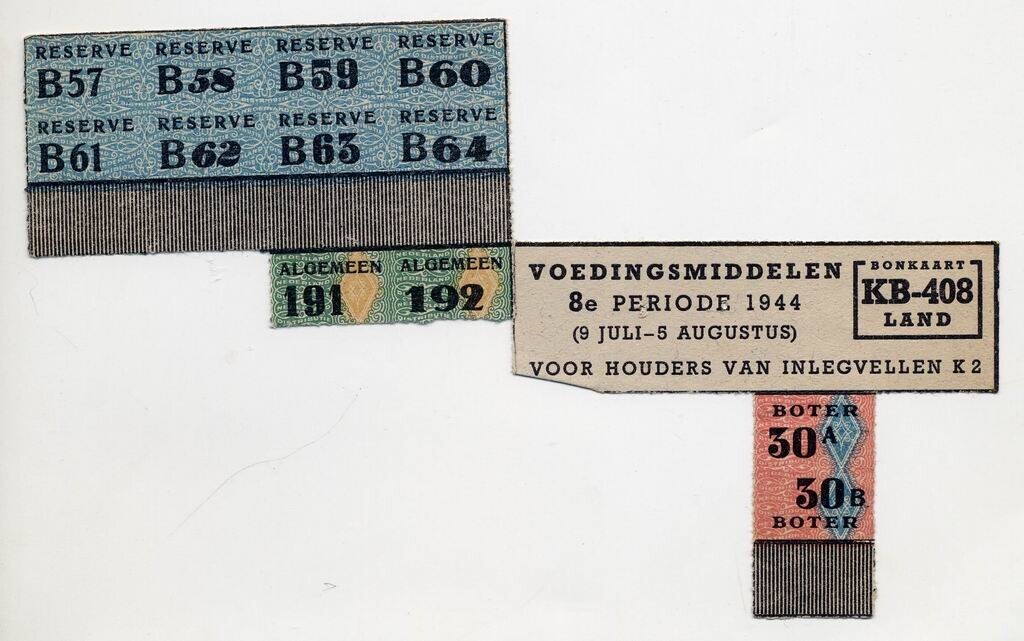 RESERVE RESERVE RESERVE RESERVE
B57 B58 B59 B60
RESERVE RESERVE RESERVE RESERVE
B61 B62 B63 B64
ALGEMEEN ALGEMEEN
191 192
VOEDINGSMIDDELEN
8e PERIODE 1944
(9 JULI–5 AUGUSTUS)
VOOR HOUDERS VAN INLEGVELLEN K2
BONKAART
KB-408
LAND
BOTER
30A
30B
BOTER